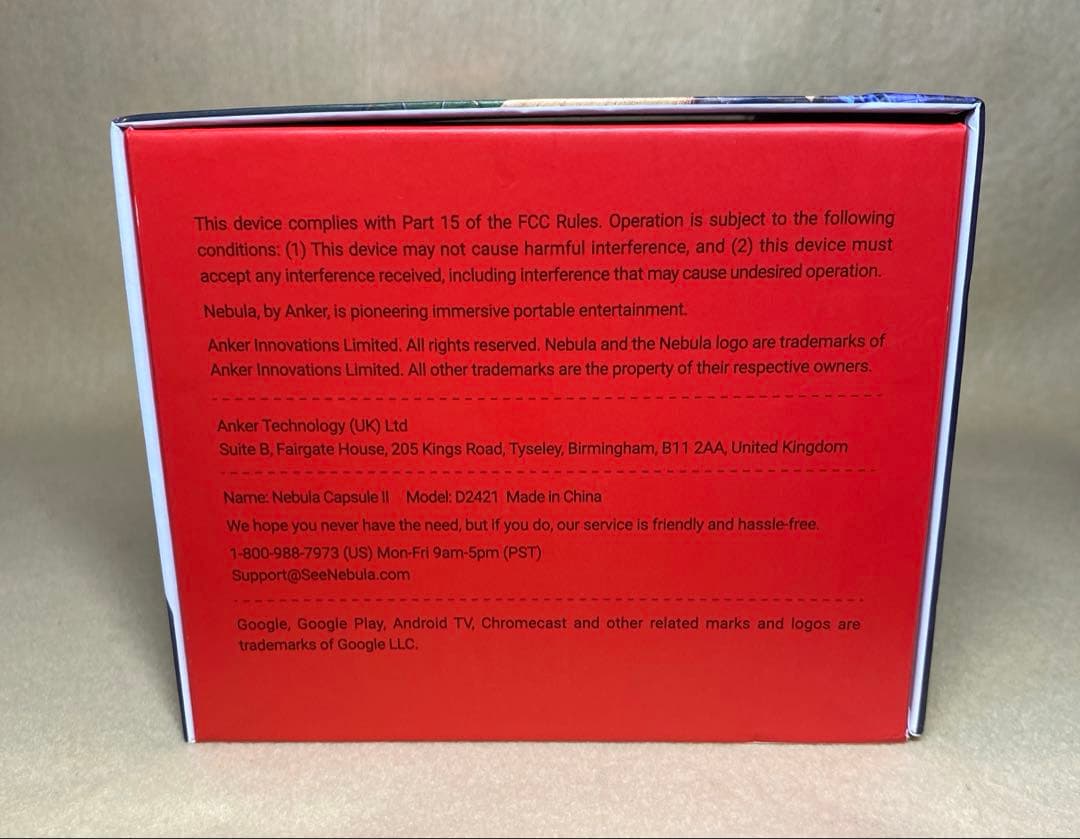 This device complies with Part 15 of the FCC Rules. Operation is subject to the following
conditions: (1) This device may not cause harmful interference, and (2) this device must
accept any interference received, including interference that may cause undesired operation.
Nebula, by Anker, is pioneering immersive portable entertainment.
Anker Innovations Limited. All rights reserved. Nebula and the Nebula logo are trademarks of
Anker Innovations Limited. All other trademarks are the property of their respective owners.
Anker Technology (UK) Ltd
Suite B, Fairgate House, 205 Kings Road, Tyseley, Birmingham, B11 2AA, United Kingdom
Name: Nebula Capsule II Model: D2421 Made in China
We hope you never have the need, but if you do, our service is friendly and hassle-free.
1-800-988-7973 (US) Mon-Fri 9am-5pm (PST)
Support@SeeNebula.com
Google, Google Play, Android TV, Chromecast and other related marks and logos are
trademarks of Google LLC.